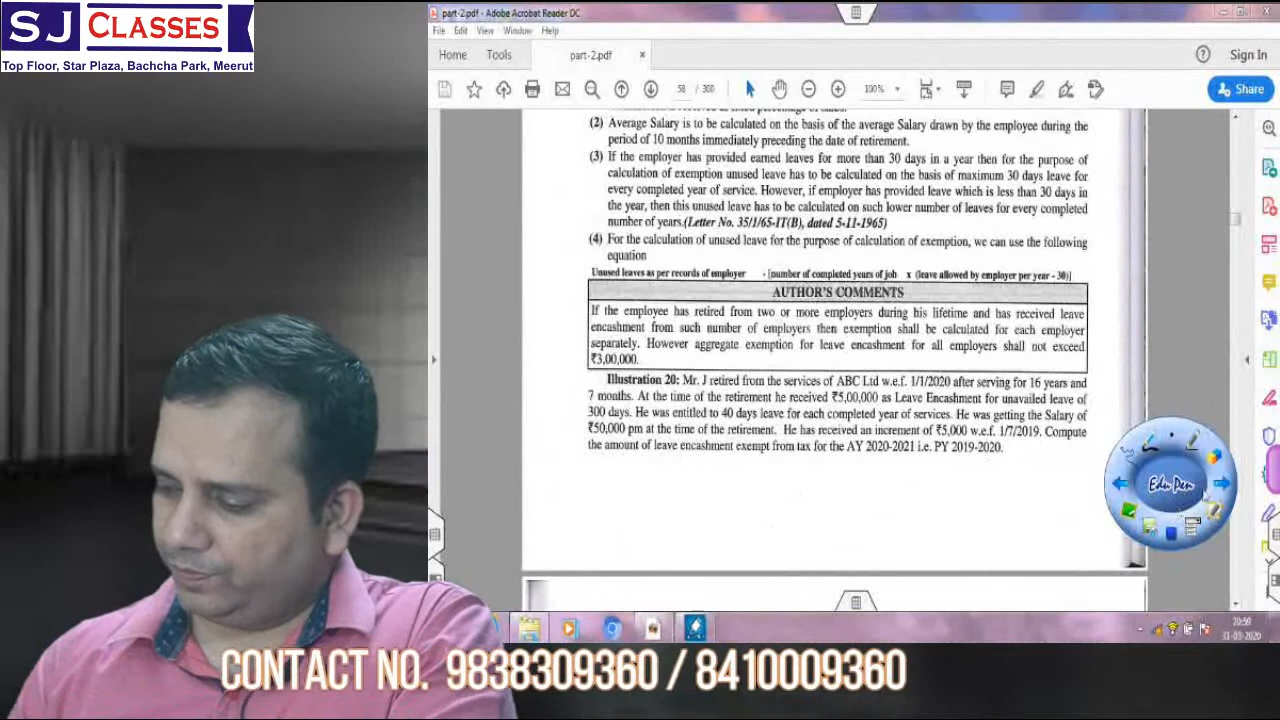 SJ CLASSES
Top Floor, Star Plaza, Bachcha Park, Meerut
part-2.pdf - Adobe Acrobat Reader DC
File Edit View Window Help
Home Tools part-2.pdf × Sign In
58 / 300 100% Share
(2) Average Salary is to be calculated on the basis of the average Salary drawn by the employee during the
period of 10 months immediately preceding the date of retirement.
(3) If the employer has provided earned leaves for more than 30 days in a year then for the purpose of
calculation of exemption unused leave has to be calculated on the basis of maximum 30 days leave for
every completed year of service. However, if employer has provided leave which is less than 30 days in
the year, then this unused leave has to be calculated on such lower number of leaves for every completed
number of years.(Letter No. 35/1/65-IT(B), dated 5-11-1965)
(4) For the calculation of unused leave for the purpose of calculation of exemption, we can use the following
equation
Unused leaves as per records of employer - [number of completed years of job x (leave allowed by employer per year - 30)]
AUTHOR'S COMMENTS
If the employee has retired from two or more employers during his lifetime and has received leave
encashment from such number of employers then exemption shall be calculated for each employer
separately. However aggregate exemption for leave encashment for all employers shall not exceed
₹3,00,000.
Illustration 20: Mr. J retired from the services of ABC Ltd w.e.f. 1/1/2020 after serving for 16 years and
7 months. At the time of the retirement he received ₹5,00,000 as Leave Encashment for unavailed leave of
300 days. He was entitled to 40 days leave for each completed year of services. He was getting the Salary of
₹50,000 pm at the time of the retirement. He has received an increment of ₹5,000 w.e.f. 1/7/2019. Compute
the amount of leave encashment exempt from tax for the AY 2020-2021 i.e. PY 2019-2020.
Edu Pen
20:59
31-03-2020
CONTACT NO. 9838309360 / 8410009360